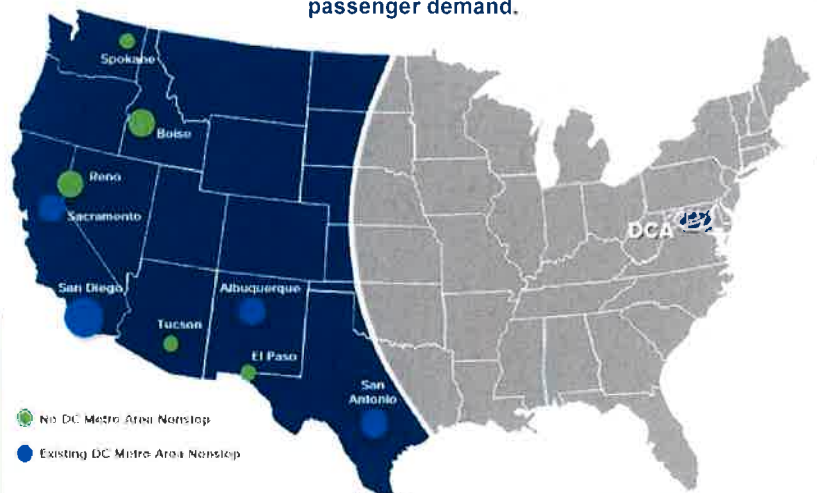 passenger demand.
Spokane
Boise
Reno
Sacramento
San Diego
Albuquerque
Tucson
El Paso
San
Antonio
DCA
No DC Metro Area Nonstop
Existing DC Metro Area Nonstop